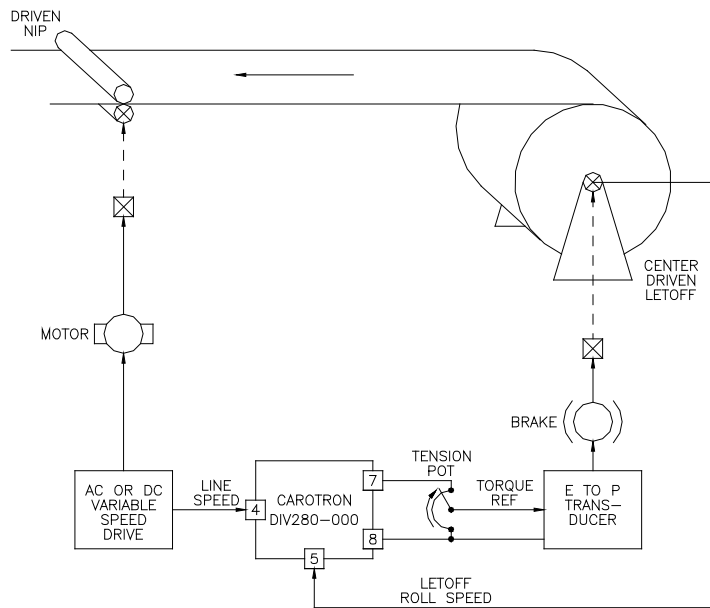 DRIVEN
NIP
CENTER
DRIVEN
LETOFF
MOTOR
BRAKE
TENSION
POT
AC OR DC
VARIABLE
SPEED
DRIVE
LINE
SPEED
4
CAROTRON
DIV280-000
7
8
5
TORQUE
REF
E TO P
TRANS-
DUCER
LETOFF
ROLL SPEED